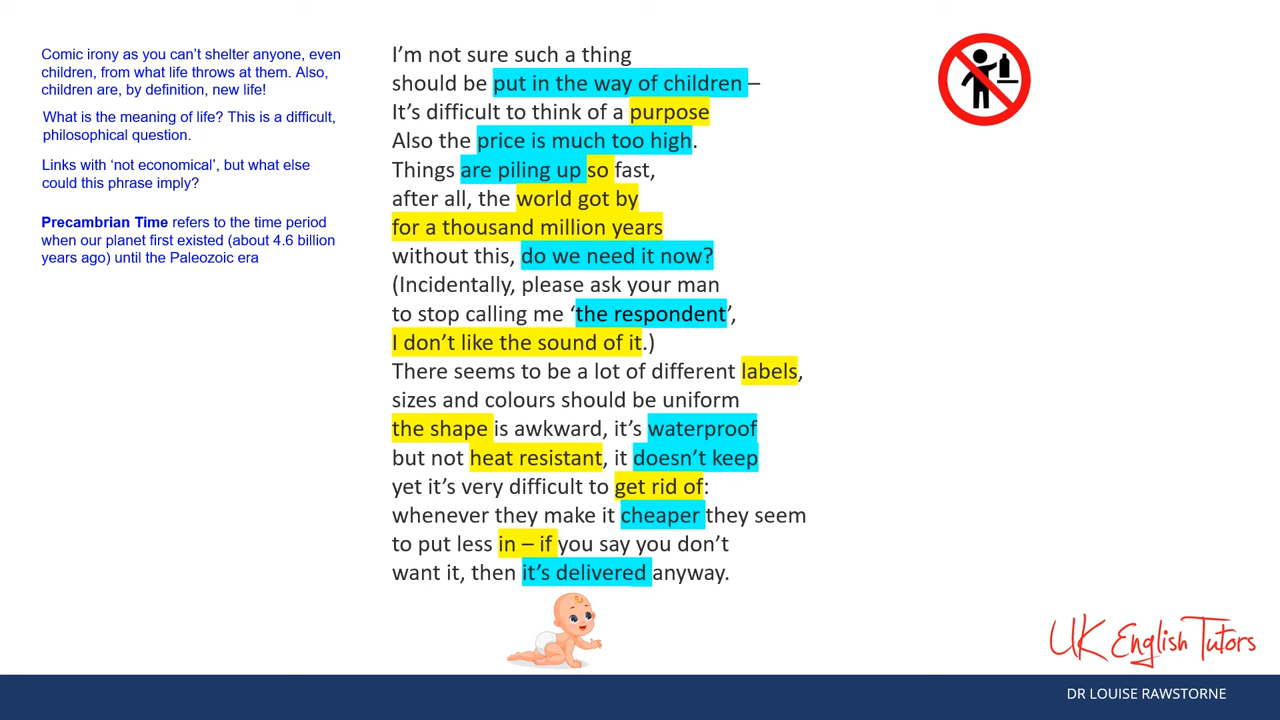 Comic irony as you can't shelter anyone, even
children, from what life throws at them. Also,
children are, by definition, new life!
What is the meaning of life? This is a difficult,
philosophical question.
Links with 'not economical', but what else
could this phrase imply?
Precambrian Time refers to the time period
when our planet first existed (about 4.6 billion
years ago) until the Paleozoic era
I'm not sure such a thing
should be put in the way of children –
It's difficult to think of a purpose
Also the price is much too high.
Things are piling up so fast,
after all, the world got by
for a thousand million years
without this, do we need it now?
(Incidentally, please ask your man
to stop calling me 'the respondent',
I don't like the sound of it.)
There seems to be a lot of different labels,
sizes and colours should be uniform
the shape is awkward, it's waterproof
but not heat resistant, it doesn't keep
yet it's very difficult to get rid of:
whenever they make it cheaper they seem
to put less in – if you say you don't
want it, then it's delivered anyway.
UK English Tutors
DR LOUISE RAWSTORNE